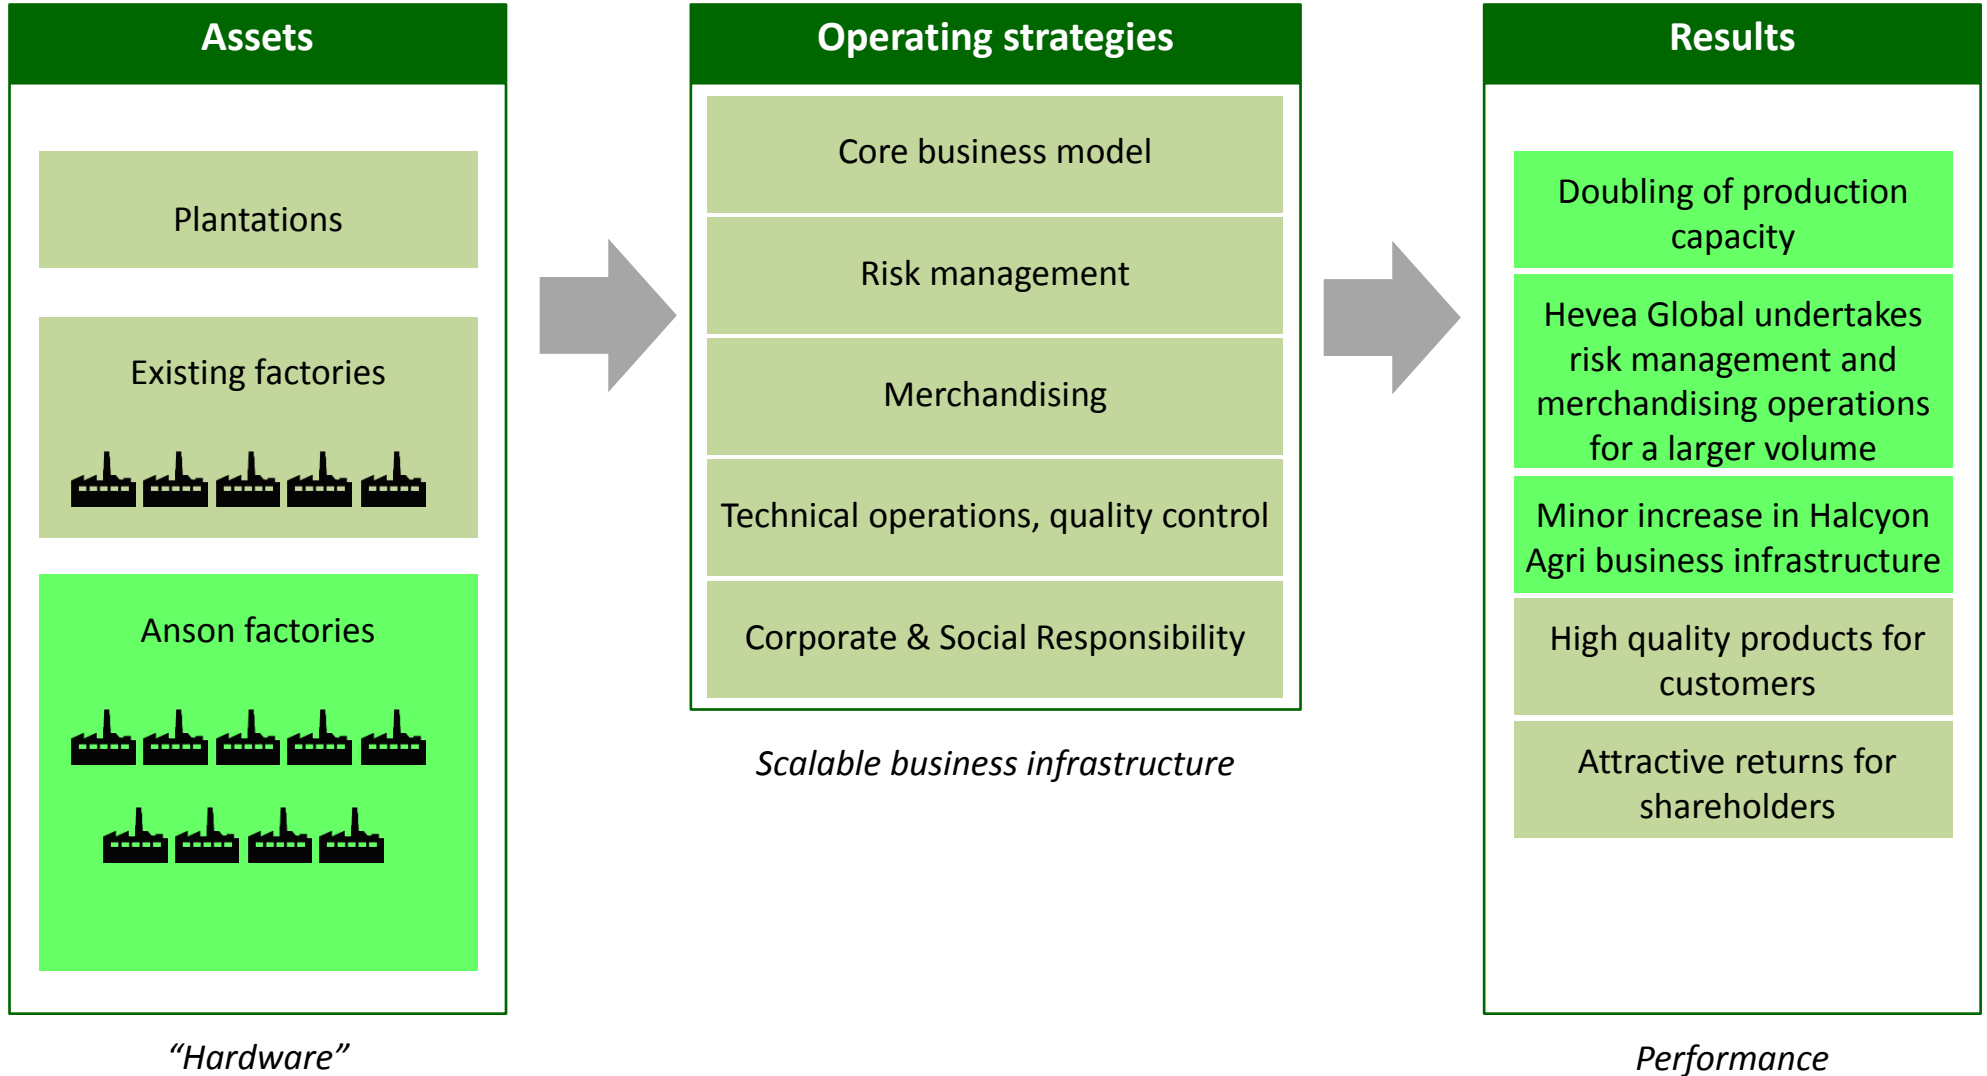 Assets
Plantations
Existing factories
Anson factories
“Hardware”
Operating strategies
Core business model
Risk management
Merchandising
Technical operations, quality control
Corporate & Social Responsibility
Scalable business infrastructure
Results
Doubling of production
capacity
Hevea Global undertakes
risk management and
merchandising operations
for a larger volume
Minor increase in Halcyon
Agri business infrastructure
High quality products for
customers
Attractive returns for
shareholders
Performance